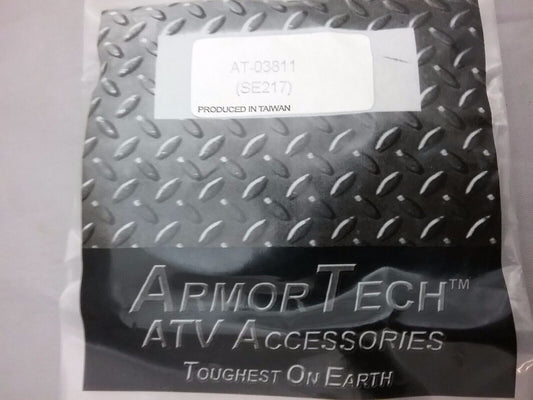 AT-03811
(SE217)
PRODUCED IN TAIWAN
ARMORTECH™
ATV ACCESSORIES
TOUGHEST ON EARTH